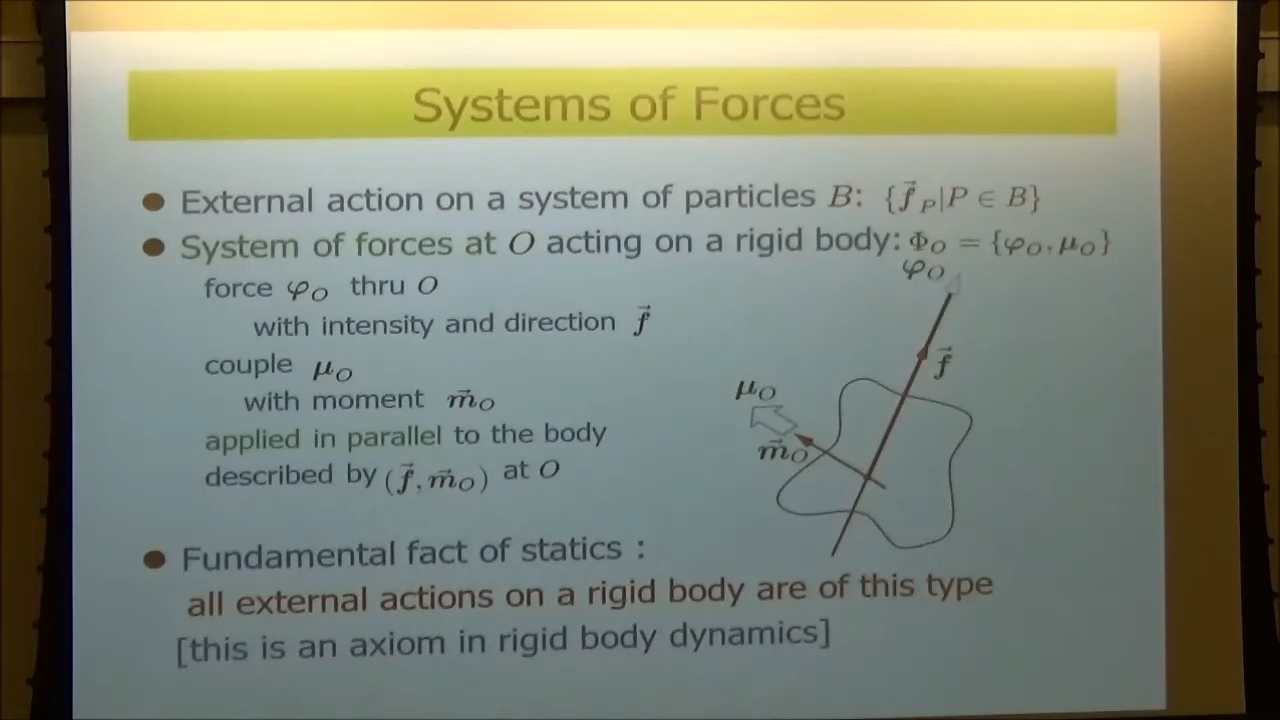 Systems of Forces
● External action on a system of particles B: {f⃗_P|P ∈ B}
● System of forces at O acting on a rigid body: Φ_O = {φ_O, μ_O}
force φ_O thru O
with intensity and direction f⃗
couple μ_O
with moment m⃗_O
applied in parallel to the body
described by (f⃗, m⃗_O) at O
φ_O
f⃗
μ_O
m⃗_O
● Fundamental fact of statics :
all external actions on a rigid body are of this type
[this is an axiom in rigid body dynamics]